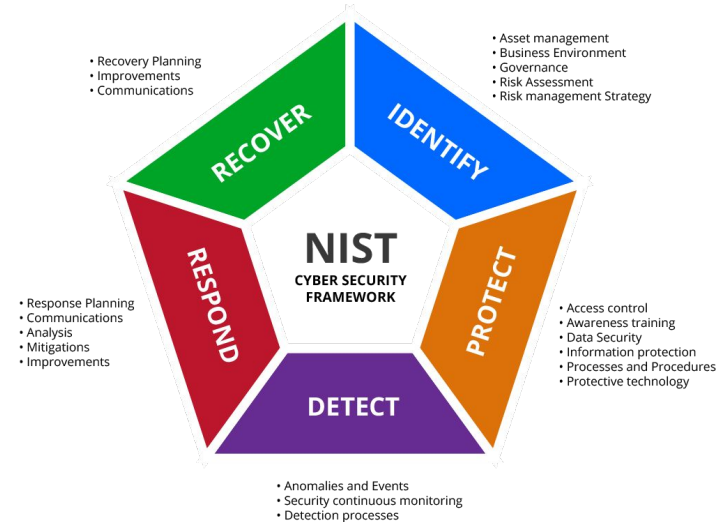 • Recovery Planning
• Improvements
• Communications
• Asset management
• Business Environment
• Governance
• Risk Assessment
• Risk management Strategy
RECOVER
IDENTIFY
NIST
CYBER SECURITY
FRAMEWORK
RESPOND
PROTECT
• Response Planning
• Communications
• Analysis
• Mitigations
• Improvements
• Access control
• Awareness training
• Data Security
• Information protection
• Processes and Procedures
• Protective technology
DETECT
• Anomalies and Events
• Security continuous monitoring
• Detection processes